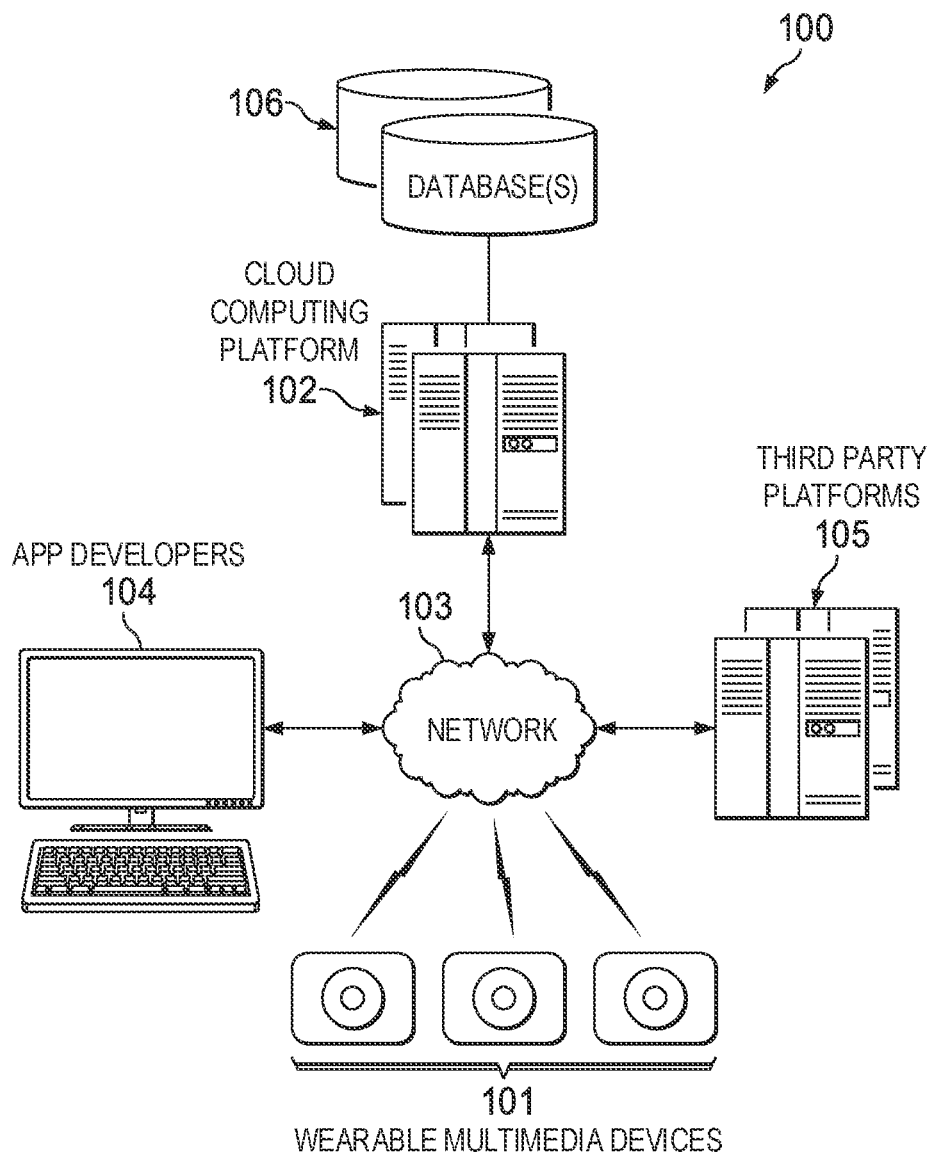 100
106
DATABASE(S)
CLOUD
COMPUTING
PLATFORM
102
THIRD PARTY
PLATFORMS
105
APP DEVELOPERS
104
103
NETWORK
101
WEARABLE MULTIMEDIA DEVICES